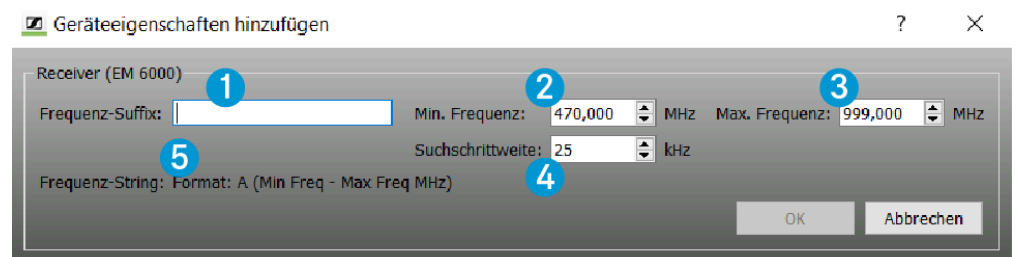 Geräteeigenschaften hinzufügen ? ×
Receiver (EM 6000)
1 2 3
Frequenz-Suffix: Min. Frequenz: 470,000 MHz Max. Frequenz: 999,000 MHz
Suchschrittweite: 25 kHz
5 4
Frequenz-String: Format: A (Min Freq - Max Freq MHz)
OK Abbrechen